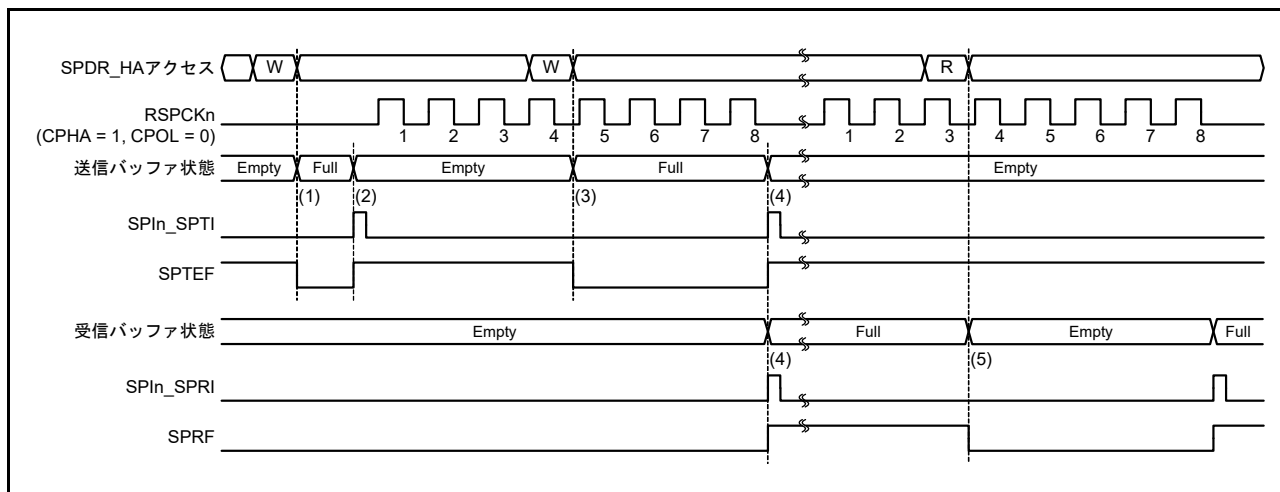 SPDR_HAアクセス W W R
RSPCKn
(CPHA = 1, CPOL = 0) 1 2 3 4 5 6 7 8 1 2 3 4 5 6 7 8
送信バッファ状態 Empty Full Empty Full Empty
(1) (2) (3) (4)
SPIn_SPTI
SPTEF
受信バッファ状態 Empty Full Empty Full
(4) (5)
SPIn_SPRI
SPRF